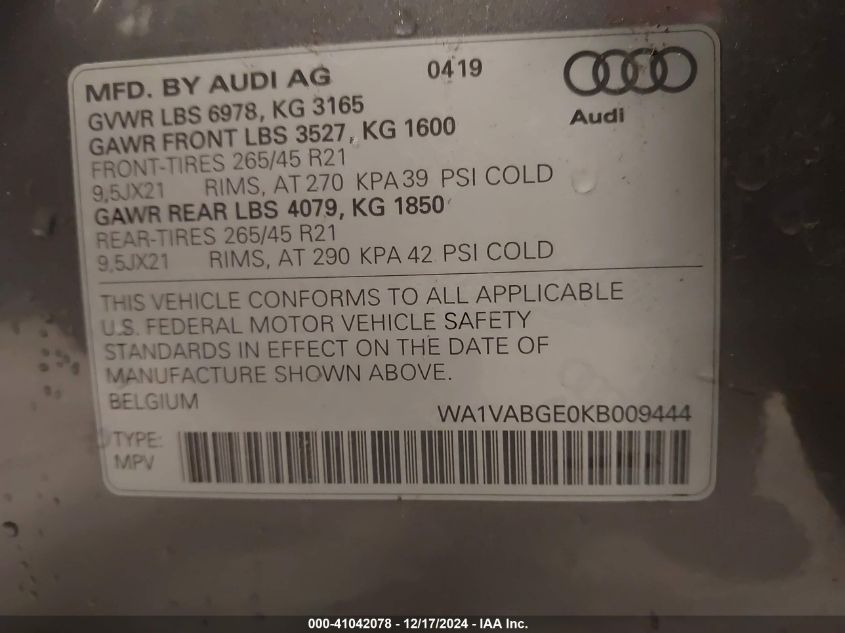 MFD. BY AUDI AG 0419
GVWR LBS 6978, KG 3165
GAWR FRONT LBS 3527, KG 1600
Audi
FRONT-TIRES 265/45 R21
9,5JX21 RIMS, AT 270 KPA 39 PSI COLD
GAWR REAR LBS 4079, KG 1850
REAR-TIRES 265/45 R21
9,5JX21 RIMS, AT 290 KPA 42 PSI COLD
THIS VEHICLE CONFORMS TO ALL APPLICABLE
U.S. FEDERAL MOTOR VEHICLE SAFETY
STANDARDS IN EFFECT ON THE DATE OF
MANUFACTURE SHOWN ABOVE.
BELGIUM
WA1VABGE0KB009444
TYPE:
MPV
000-41042078 - 12/17/2024 - IAA Inc.